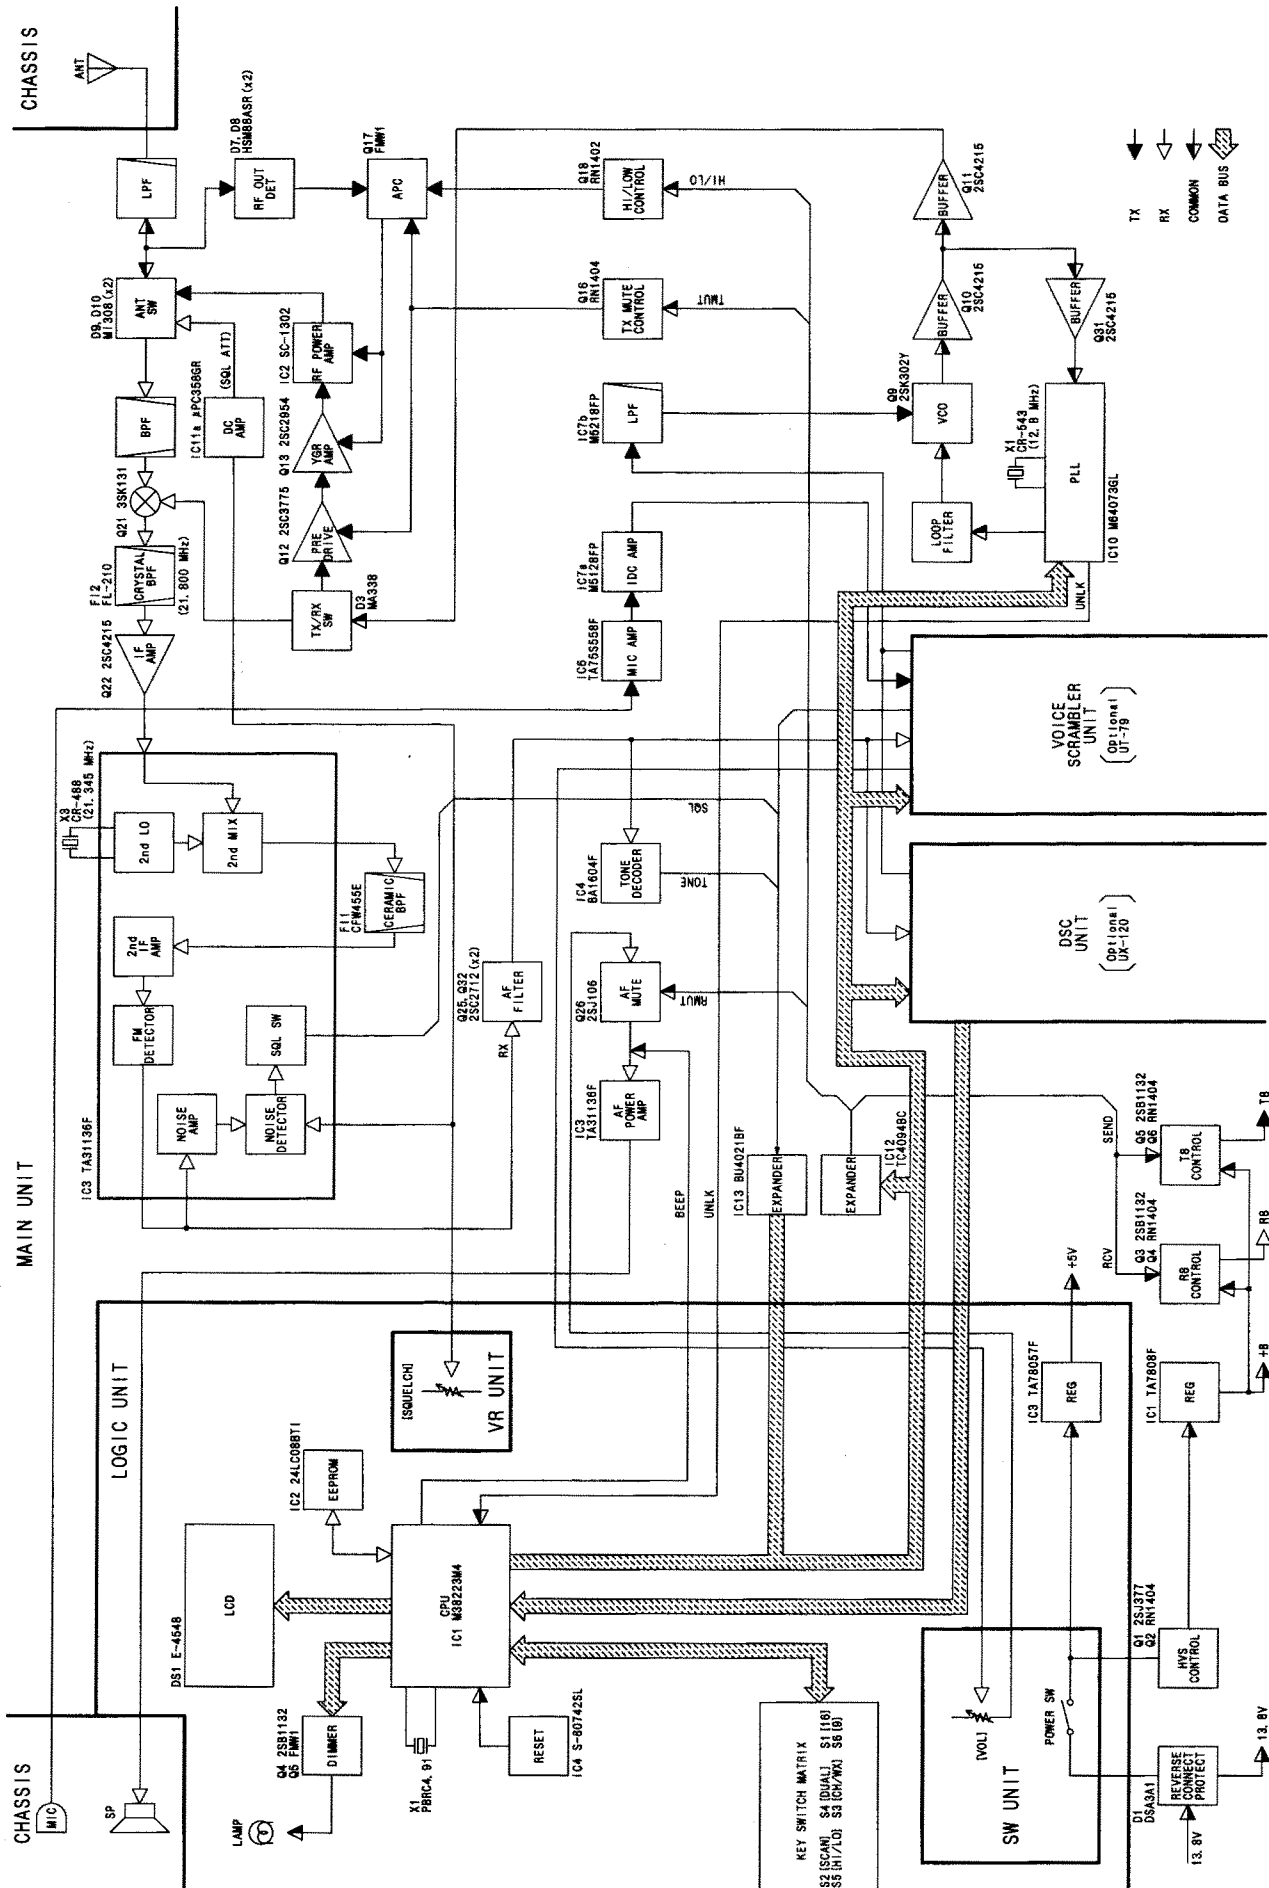 CHASSIS
ANT
LPF
D7, D8
HSM88ASR (x2)
RF OUT
DET
Q17
FMW1
APC
Q18
RN1402
HI/LOW
CONTROL
HI/LO
BUFFER
Q11
2SC4215
TX
RX
COMMON
DATA BUS
D9, D10
MI308 (x2)
ANT
SW
BPF
IC11a μPC358GR
DC
AMP
(SQL ATT)
IC2 SC-1302
RF POWER
AMP
Q13 2SC2954
YGR
AMP
Q12 2SC3775
PRE
DRIVE
TX/RX
SW
D3
MA338
Q16
RN1404
TX MUTE
CONTROL
TMUT
BUFFER
Q10
2SC4215
BUFFER
Q31
2SC4215
Q21 3SK131
FI2
FL-210
CRYSTAL
BPF
(21.800 MHz)
Q22 2SC4215
IF
AMP
IC7b
M5218FP
LPF
IC7a
M5128FP
IDC AMP
IC5
TA75S558F
MIC AMP
Q9
2SK302Y
VCO
LOOP
FILTER
X1
CR-543
(12.8 MHz)
PLL
IC10 M64073GL
UNLK
MAIN UNIT
IC3 TA31136F
X3
CR-488
(21.345 MHz)
2nd LO
2nd MIX
FI1
CFW455E
CERAMIC
BPF
2nd
IF
AMP
FM
DETECTOR
SQL SW
NOISE
AMP
NOISE
DETECTOR
Q25, Q32
2SC2712 (x2)
AF
FILTER
RX
SQL
IC4
BA1604F
TONE
DECODER
TONE
Q26
2SJ106
AF
MUTE
RMUT
IC3
TA31136F
AF
POWER
AMP
BEEP
UNLK
IC13 BU4021BF
EXPANDER
EXPANDER
IC12
TC4094BC
VOICE
SCRAMBLER
UNIT
Optional
UT-79
DSC
UNIT
Optional
UX-120
SEND
RCV
Q5 2SB1132
Q6 RN1404
T8
CONTROL
T8
Q3 2SB1132
Q4 RN1404
R8
CONTROL
R8
LOGIC UNIT
[SQUELCH]
VR UNIT
IC2 24LC08BTI
EEPROM
DS1 E-4548
LCD
CPU
IC1 M38223M4
Q4 2SB1132
Q5 FMW1
DIMMER
LAMP
X1
PBRC4.91
RESET
IC4 S-80742SL
KEY SWITCH MATRIX
S2[SCAN] S4[DUAL] S1[16]
S5[HI/LO] S3[CH/WX] S6[9]
IC3 TA78057F
REG
+5V
IC1 TA7808F
REG
+8
Q1 2SJ377
Q2 RN1404
HVS
CONTROL
[VOL]
POWER SW
SW UNIT
D1
DSA3A1
REVERSE
CONNECT
PROTECT
13.8V
13.8V
CHASSIS
MIC
SP